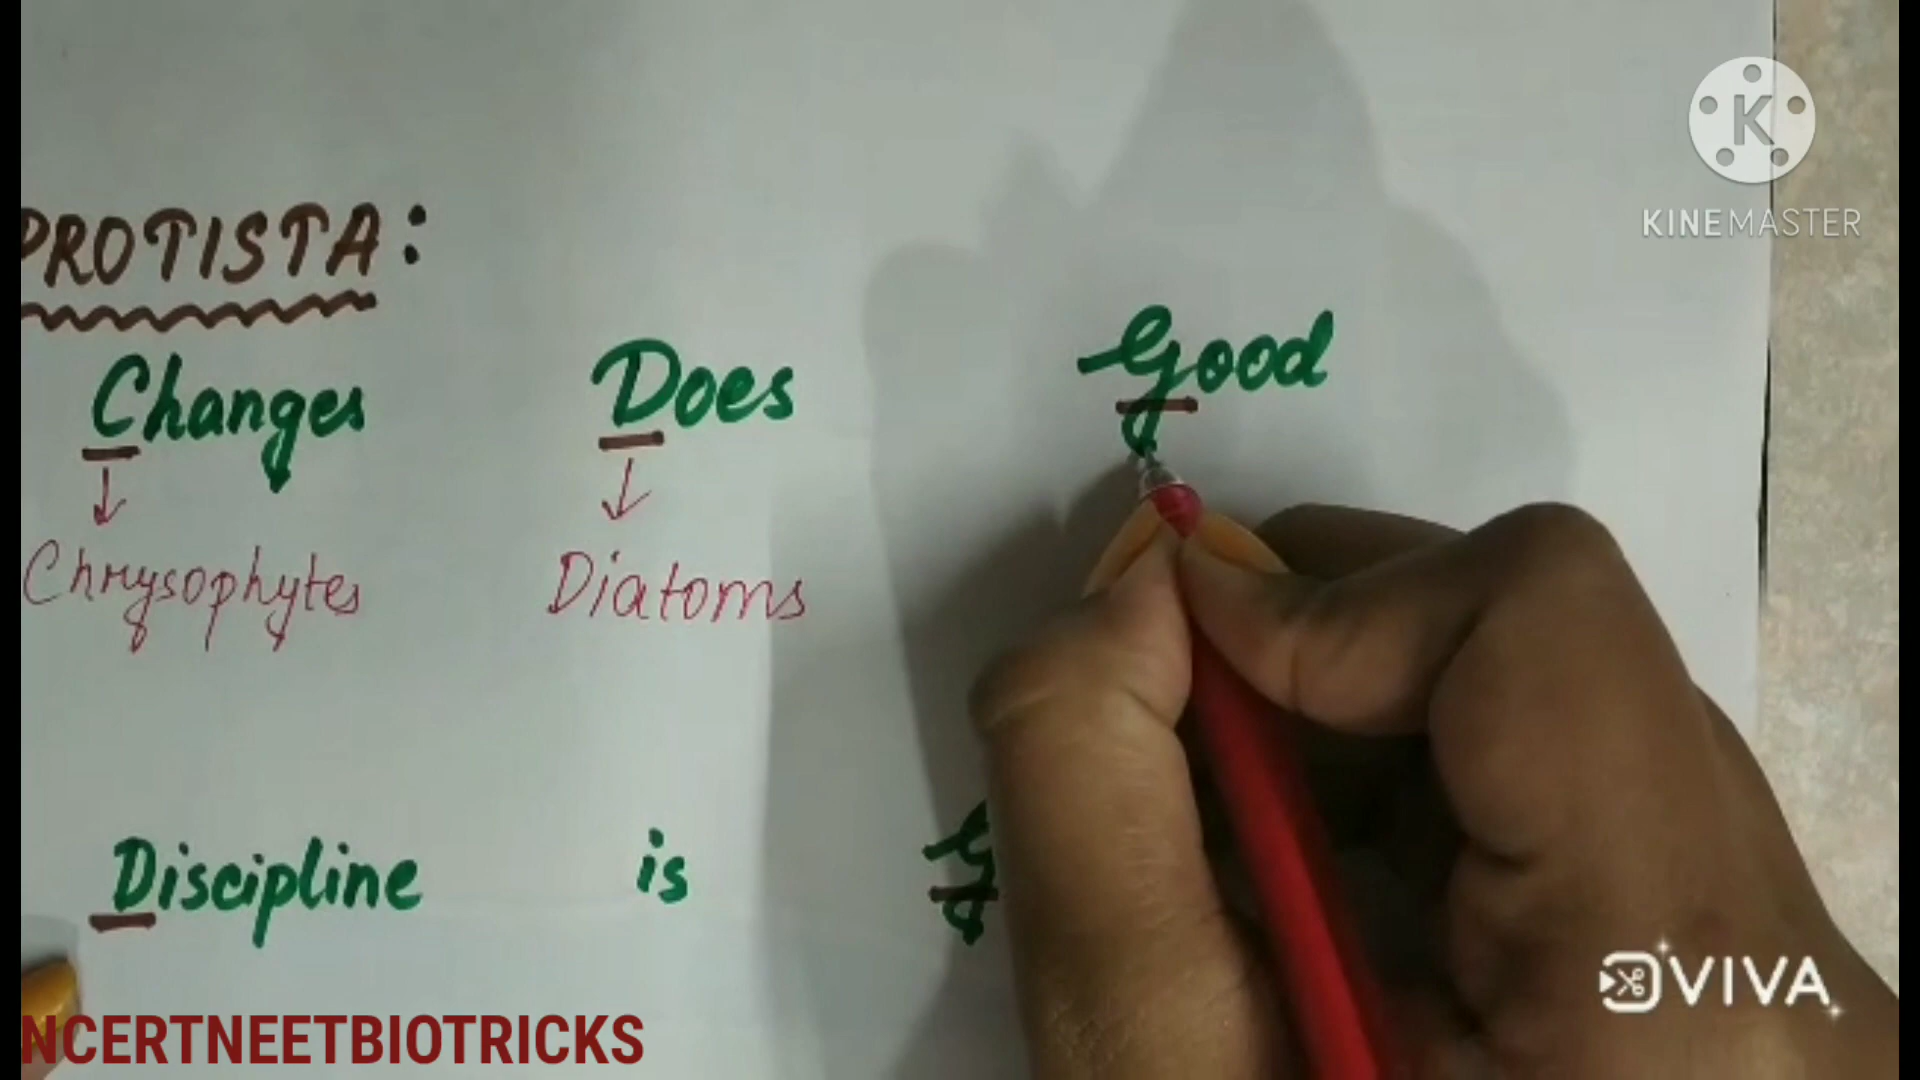 K
KINEMASTER
PROTISTA:
Changes Does Good
Chrysophytes Diatoms
Discipline is G
VIVA
NCERTNEETBIOTRICKS